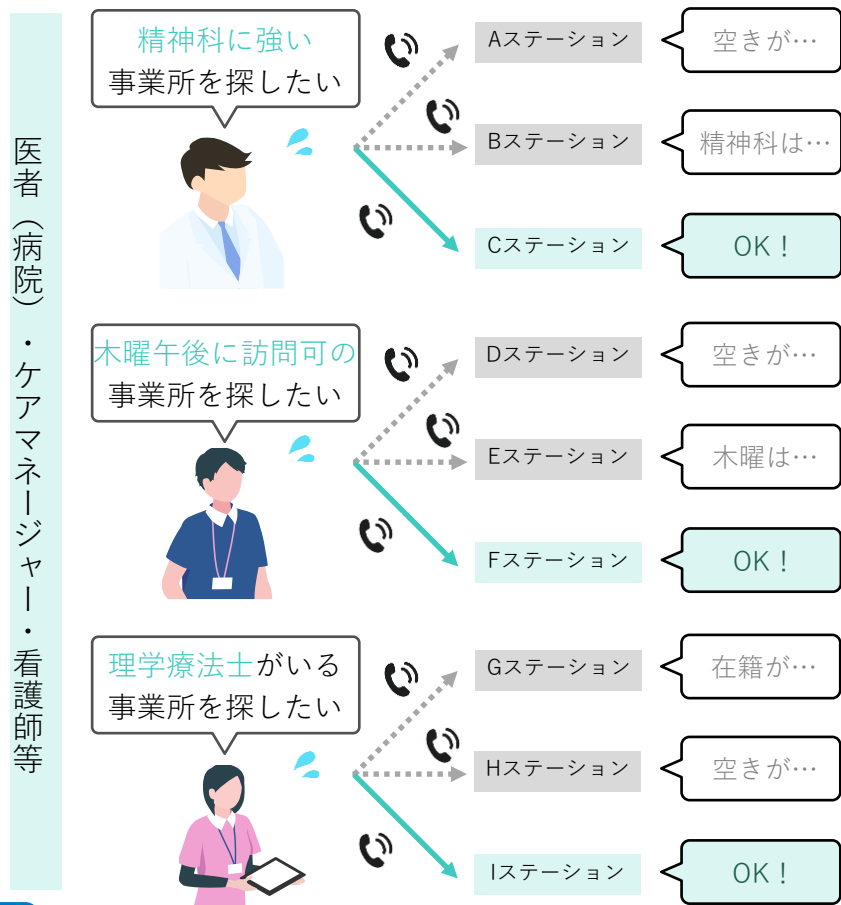 医者（病院）・ケアマネージャー・看護師等
精神科に強い
事業所を探したい
Aステーション
空きが…
Bステーション
精神科は…
Cステーション
OK！
木曜午後に訪問可の
事業所を探したい
Dステーション
空きが…
Eステーション
木曜は…
Fステーション
OK！
理学療法士がいる
事業所を探したい
Gステーション
在籍が…
Hステーション
空きが…
Iステーション
OK！